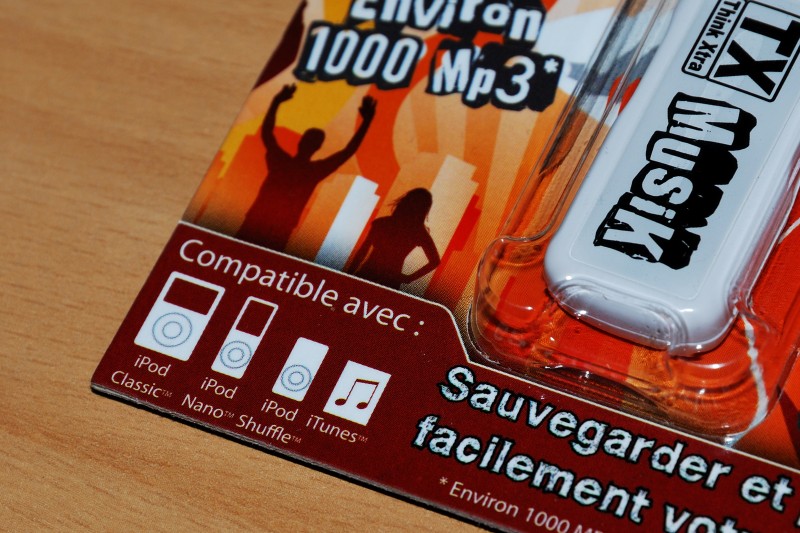 Environ
1000 Mp3*
TX
Think Xtra
Musik
Compatible avec :
iPod
Classic™
iPod
Nano™
iPod
Shuffle™
iTunes™
Sauvegarder et
facilement
* Environ 1000